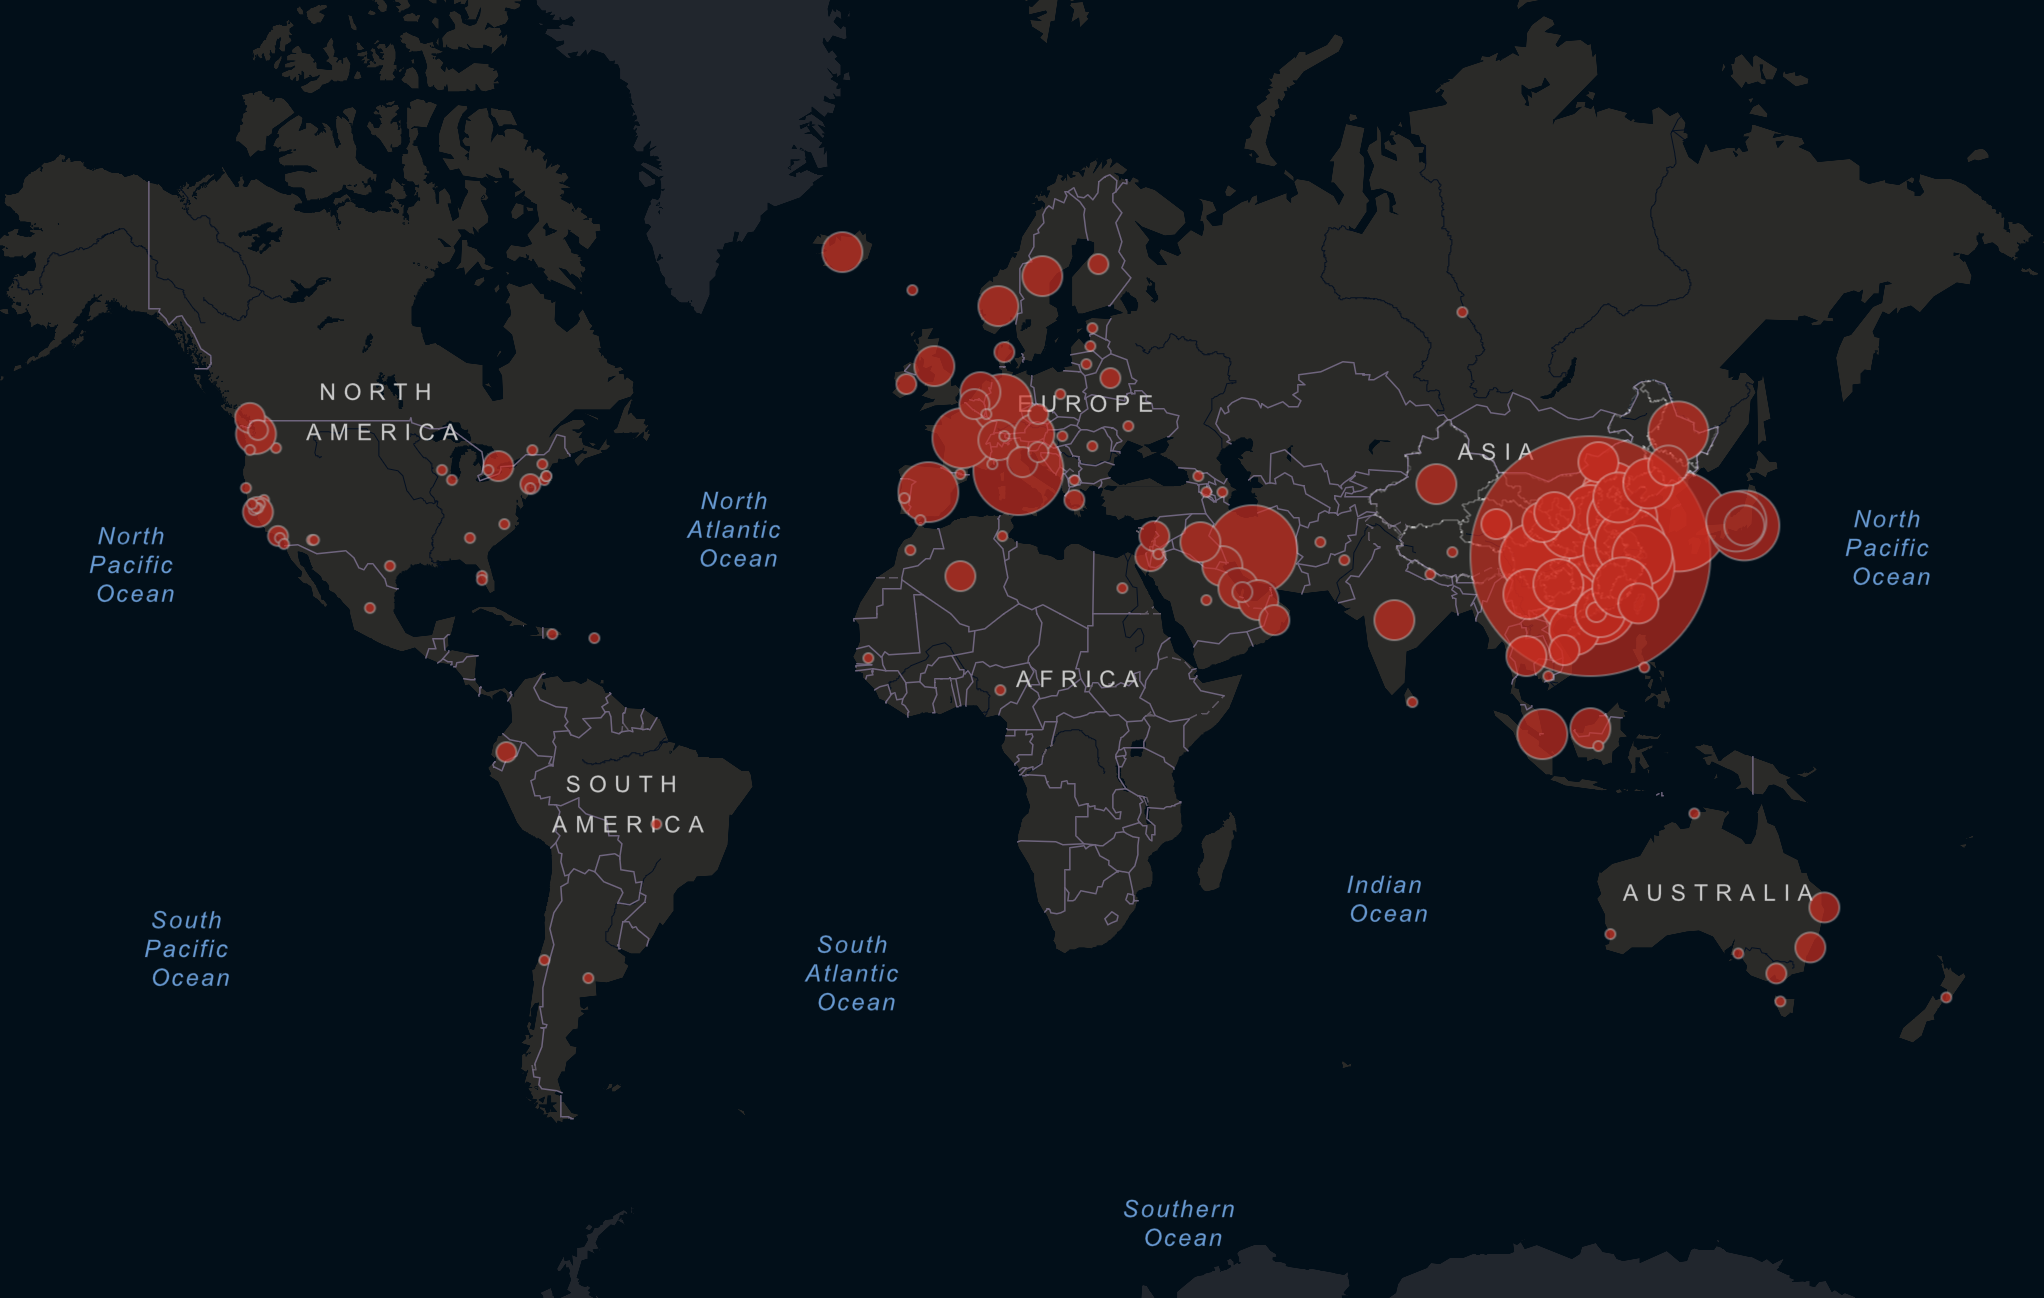 NORTH
AMERICA
EUROPE
ASIA
North
Pacific
Ocean
North
Atlantic
Ocean
North
Pacific
Ocean
AFRICA
SOUTH
AMERICA
Indian
Ocean
AUSTRALIA
South
Pacific
Ocean
South
Atlantic
Ocean
Southern
Ocean